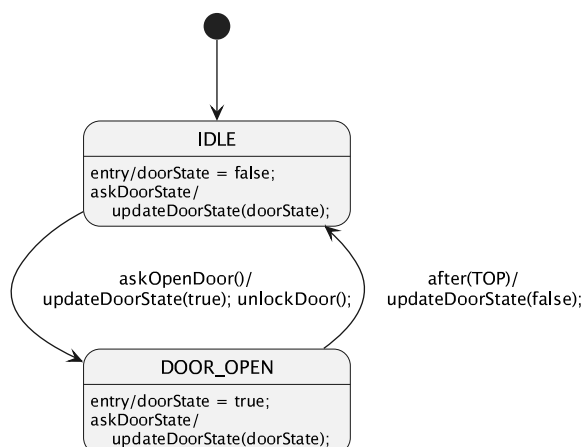 IDLE
entry/doorState = false;
askDoorState/
updateDoorState(doorState);
askOpenDoor()/
updateDoorState(true); unlockDoor();
after(TOP)/
updateDoorState(false);
DOOR_OPEN
entry/doorState = true;
askDoorState/
updateDoorState(doorState);